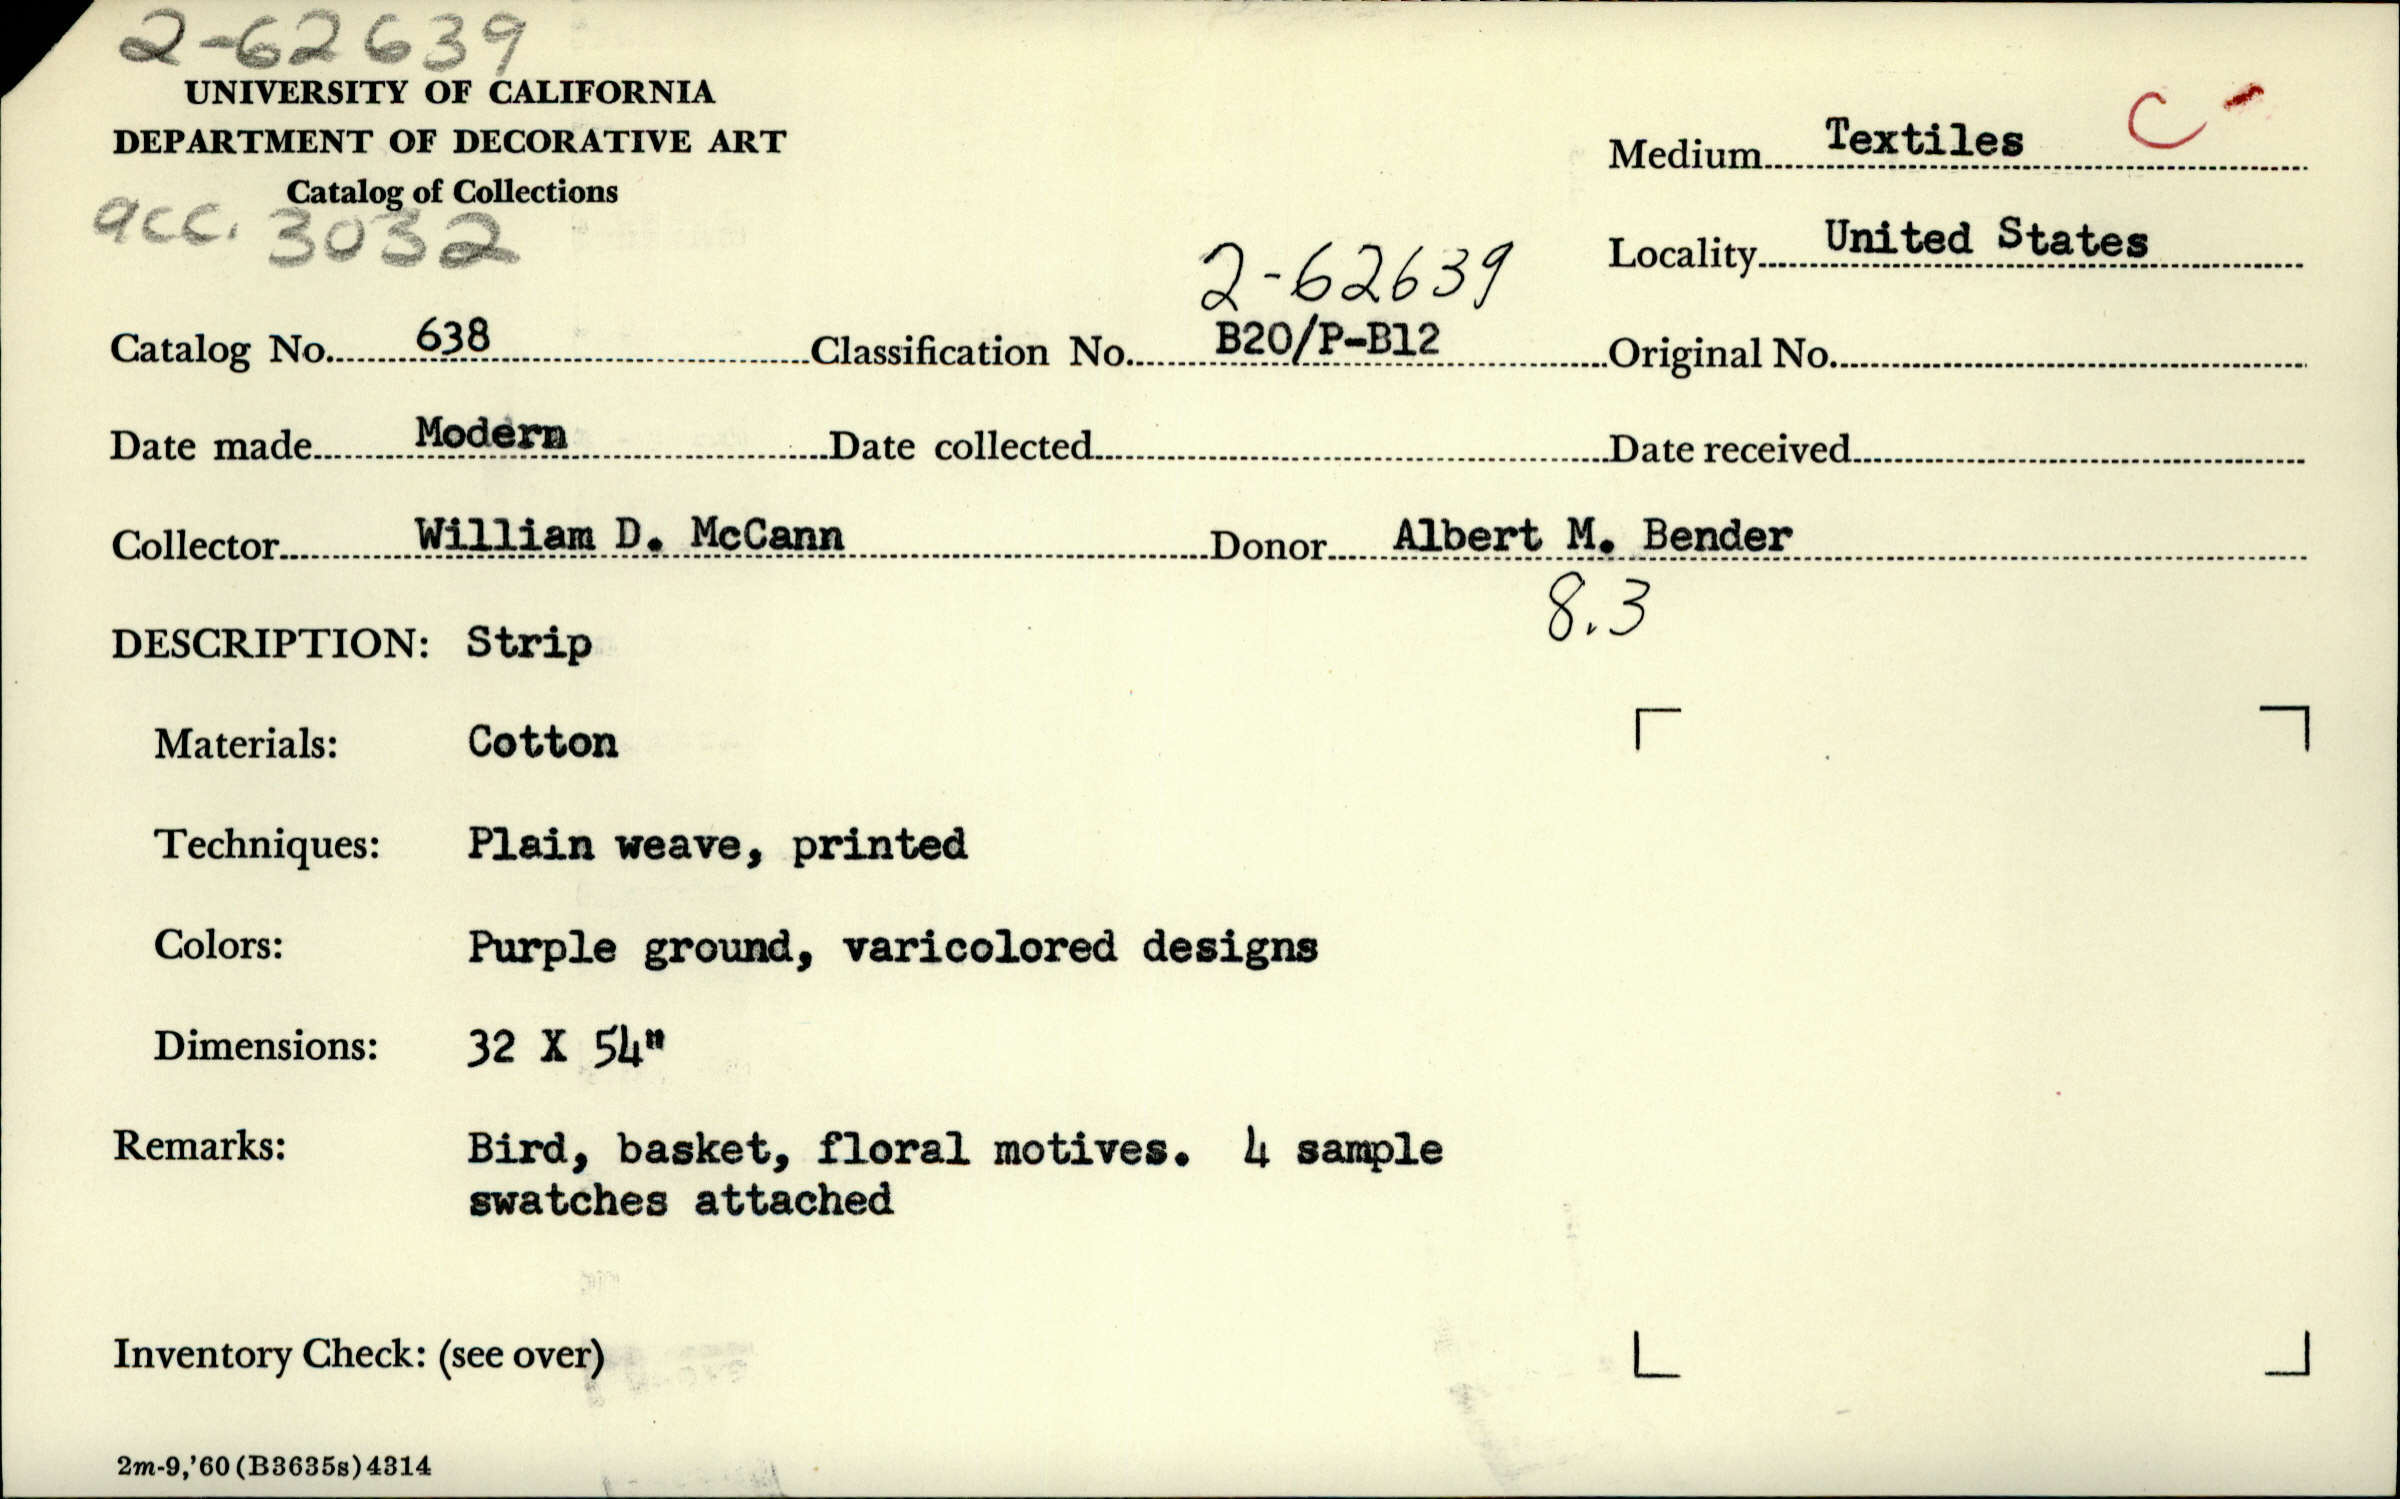 2-62639
UNIVERSITY OF CALIFORNIA
DEPARTMENT OF DECORATIVE ART
Catalog of Collections
acc. 3032
Medium Textiles C
Locality United States
2-62639
Catalog No. 638 Classification No. B20/P-B12 Original No.
Date made Modern Date collected Date received
Collector William D. McCann Donor Albert M. Bender
8.3
DESCRIPTION: Strip
Materials: Cotton
Techniques: Plain weave, printed
Colors: Purple ground, varicolored designs
Dimensions: 32 X 54"
Remarks: Bird, basket, floral motives. 4 sample
swatches attached
Inventory Check: (see over)
2m-9,'60(B3635s)4314